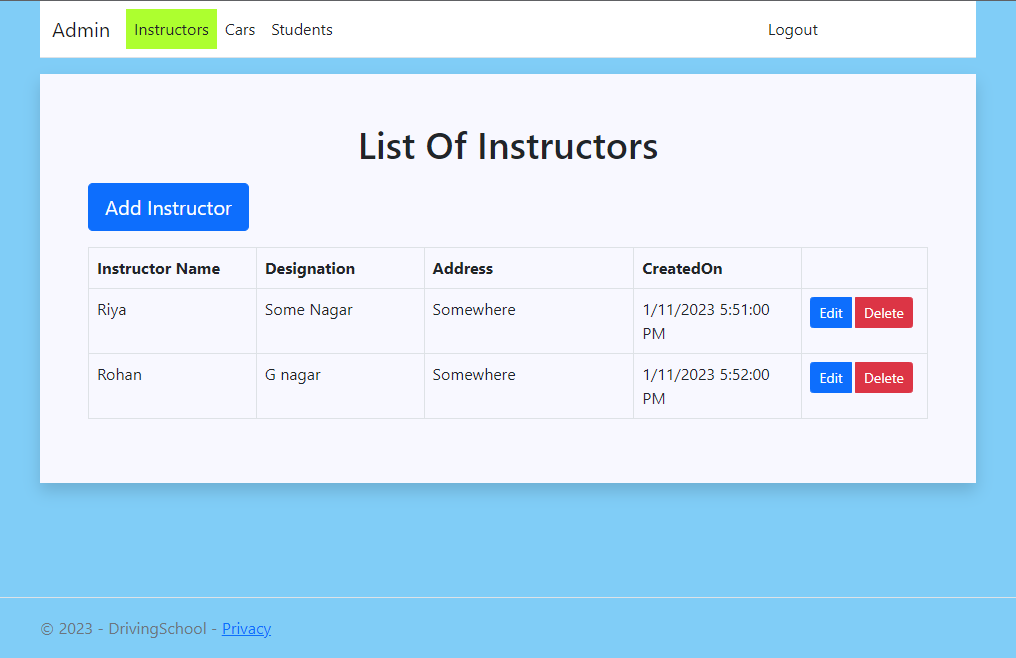 Admin Instructors Cars Students Logout
List Of Instructors
Add Instructor
Instructor Name Designation Address CreatedOn
Riya Some Nagar Somewhere 1/11/2023 5:51:00 Edit Delete
PM
Rohan G nagar Somewhere 1/11/2023 5:52:00 Edit Delete
PM
© 2023 - DrivingSchool - Privacy